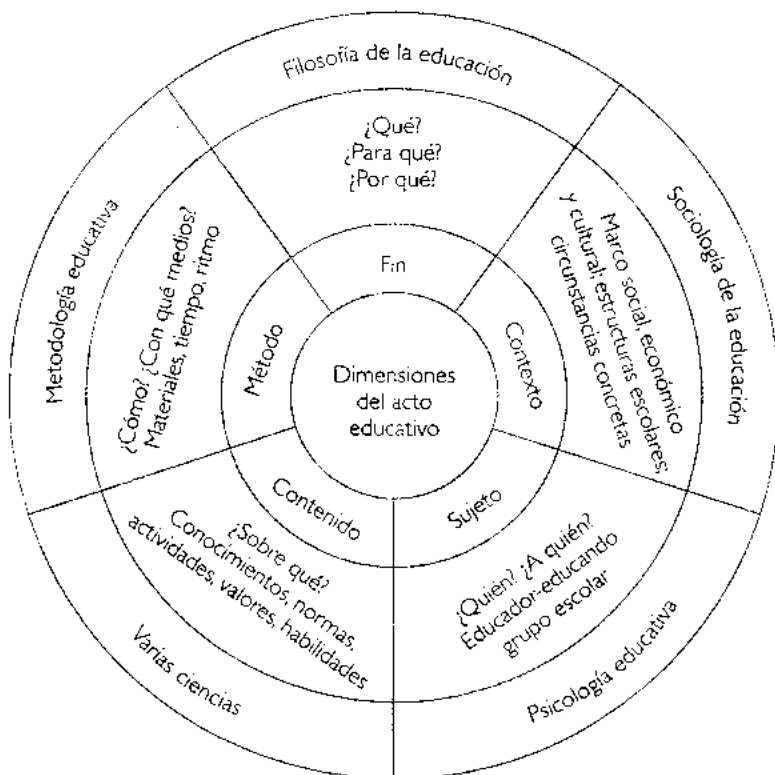 Filosofía de la educación
¿Qué?
¿Para qué?
¿Por qué?
Fin
Sociología de la educación
Marco social, económico
y cultural; estructuras escolares;
circunstancias concretas
Contexto
Psicología educativa
¿Quién? ¿A quién?
Educador-educando
grupo escolar
Sujeto
Varias ciencias
¿Sobre qué?
Conocimientos, normas,
actividades, valores, habilidades
Contenido
Metodología educativa
¿Cómo? ¿Con qué medios?
Materiales, tiempo, ritmo
Método
Dimensiones
del acto
educativo